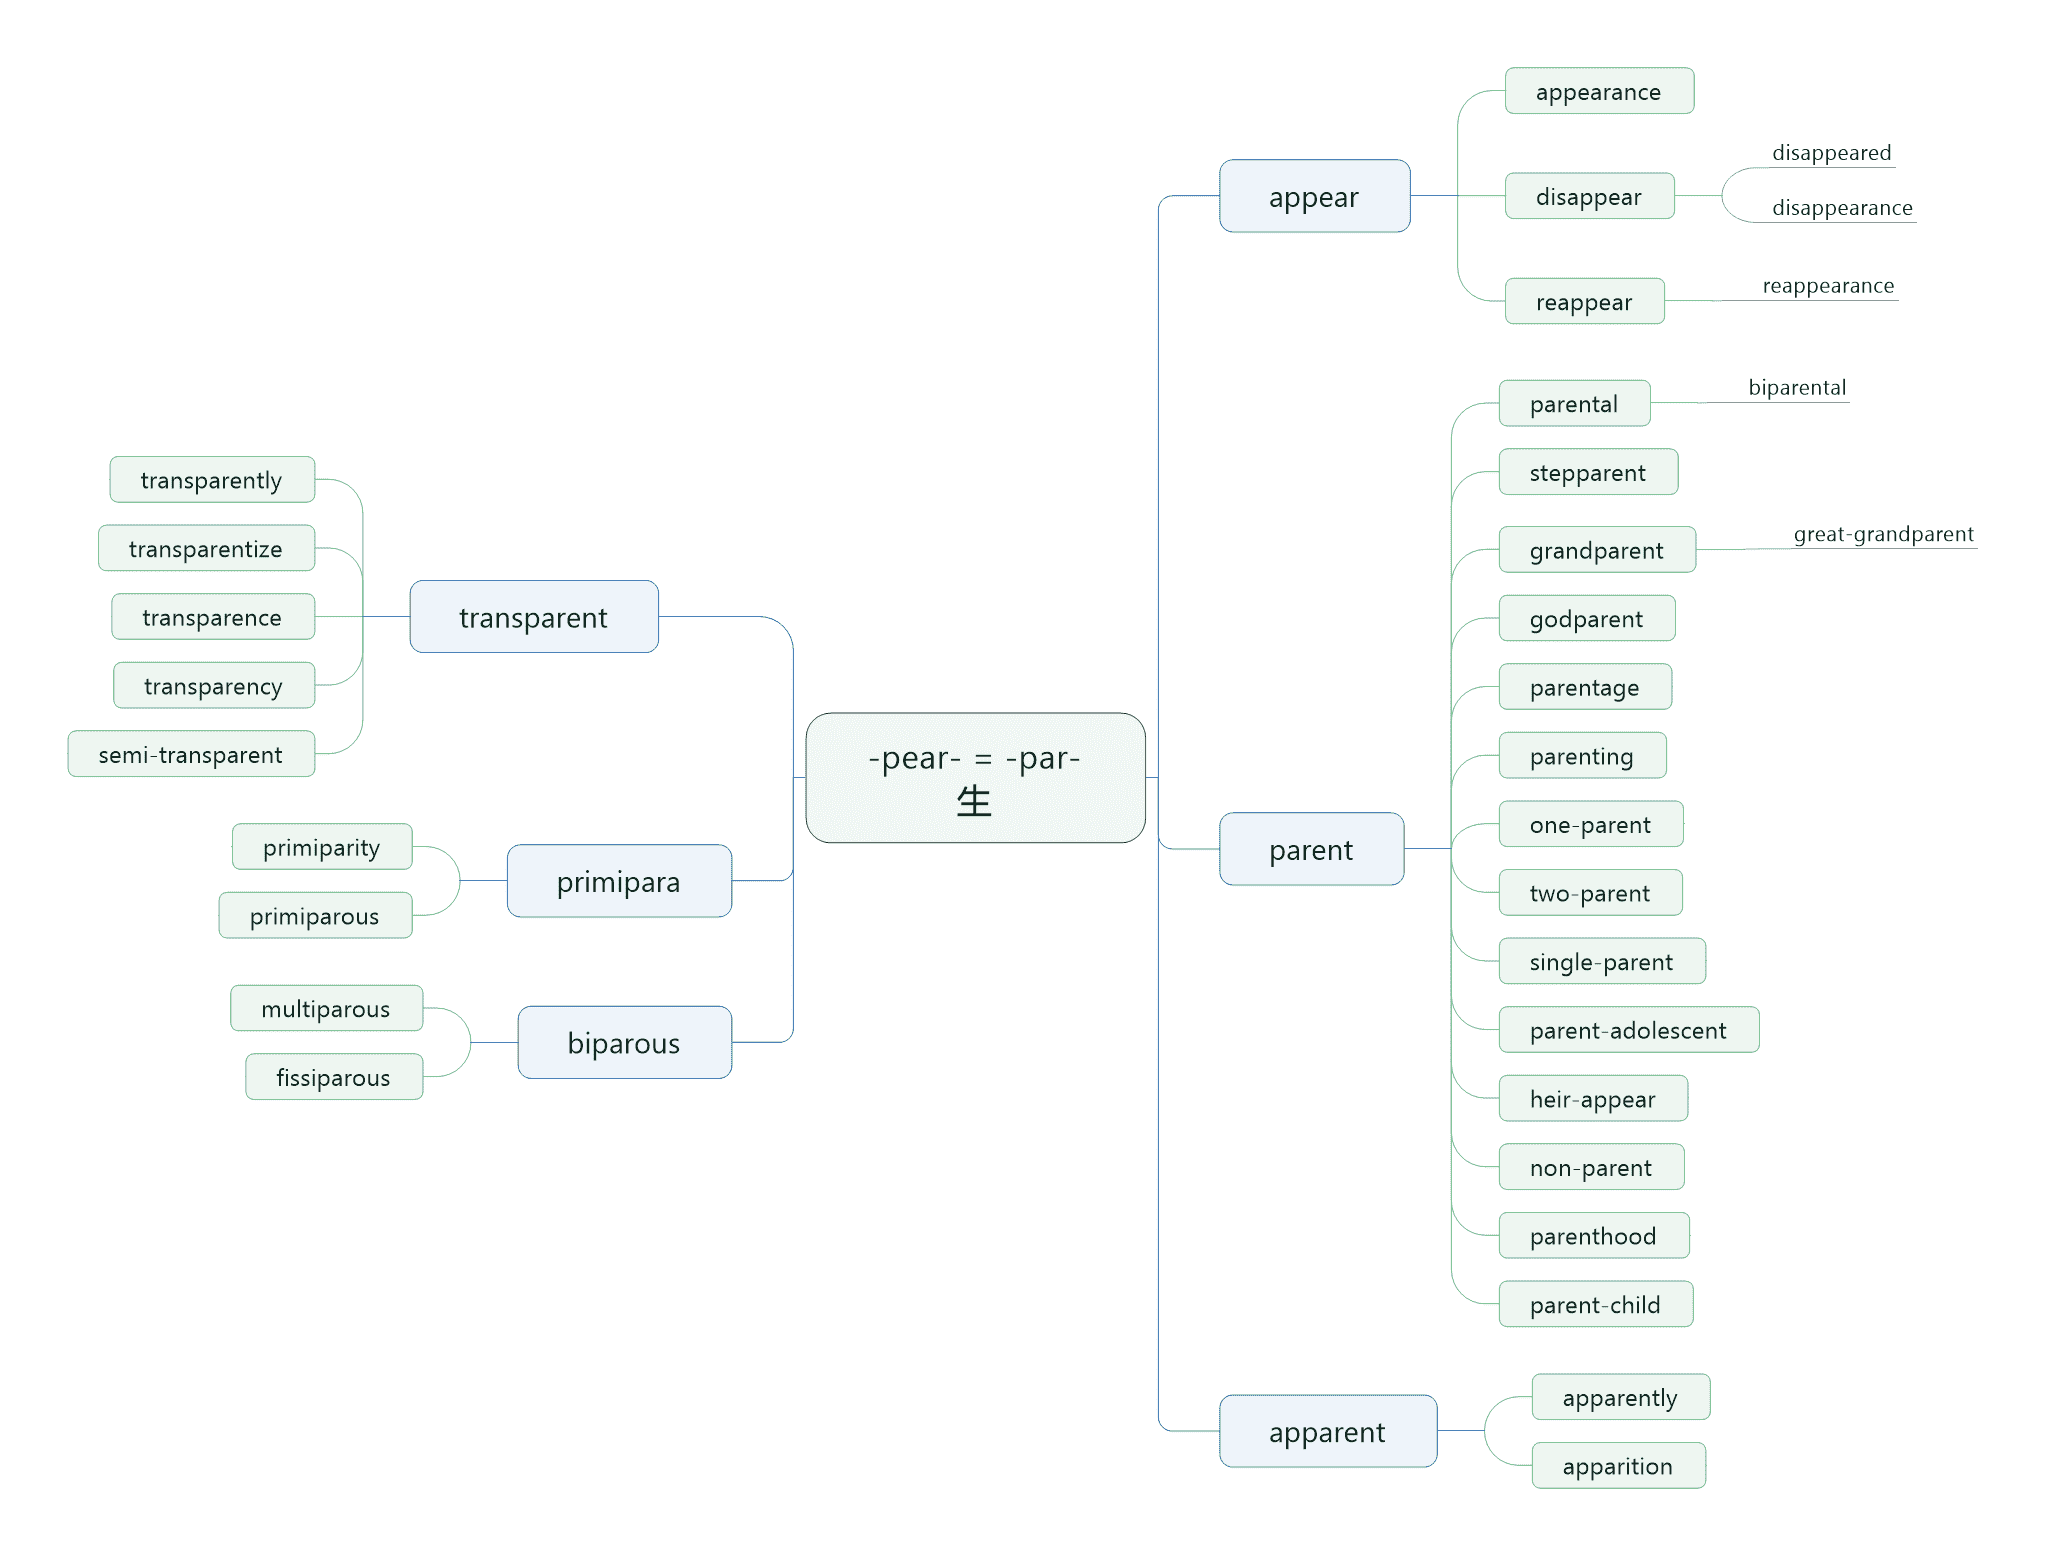 -pear- = -par-
生
appear
appearance
disappear
disappeared
disappearance
reappear
reappearance
parent
parental
biparental
stepparent
grandparent
great-grandparent
godparent
parentage
parenting
one-parent
two-parent
single-parent
parent-adolescent
heir-appear
non-parent
parenthood
parent-child
apparent
apparently
apparition
transparent
transparently
transparentize
transparence
transparency
semi-transparent
primipara
primiparity
primiparous
biparous
multiparous
fissiparous